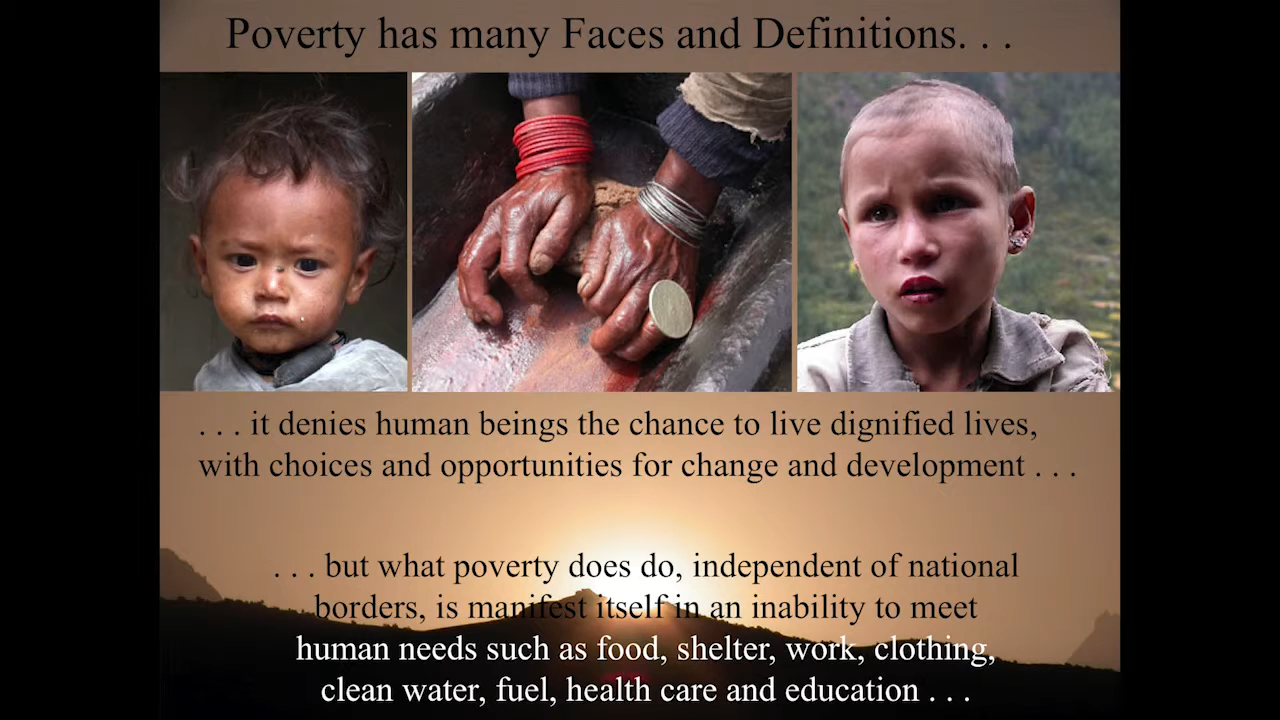 Poverty has many Faces and Definitions. . .
. . . it denies human beings the chance to live dignified lives,
with choices and opportunities for change and development . . .
. . . but what poverty does do, independent of national
borders, is manifest itself in an inability to meet
human needs such as food, shelter, work, clothing,
clean water, fuel, health care and education . . .